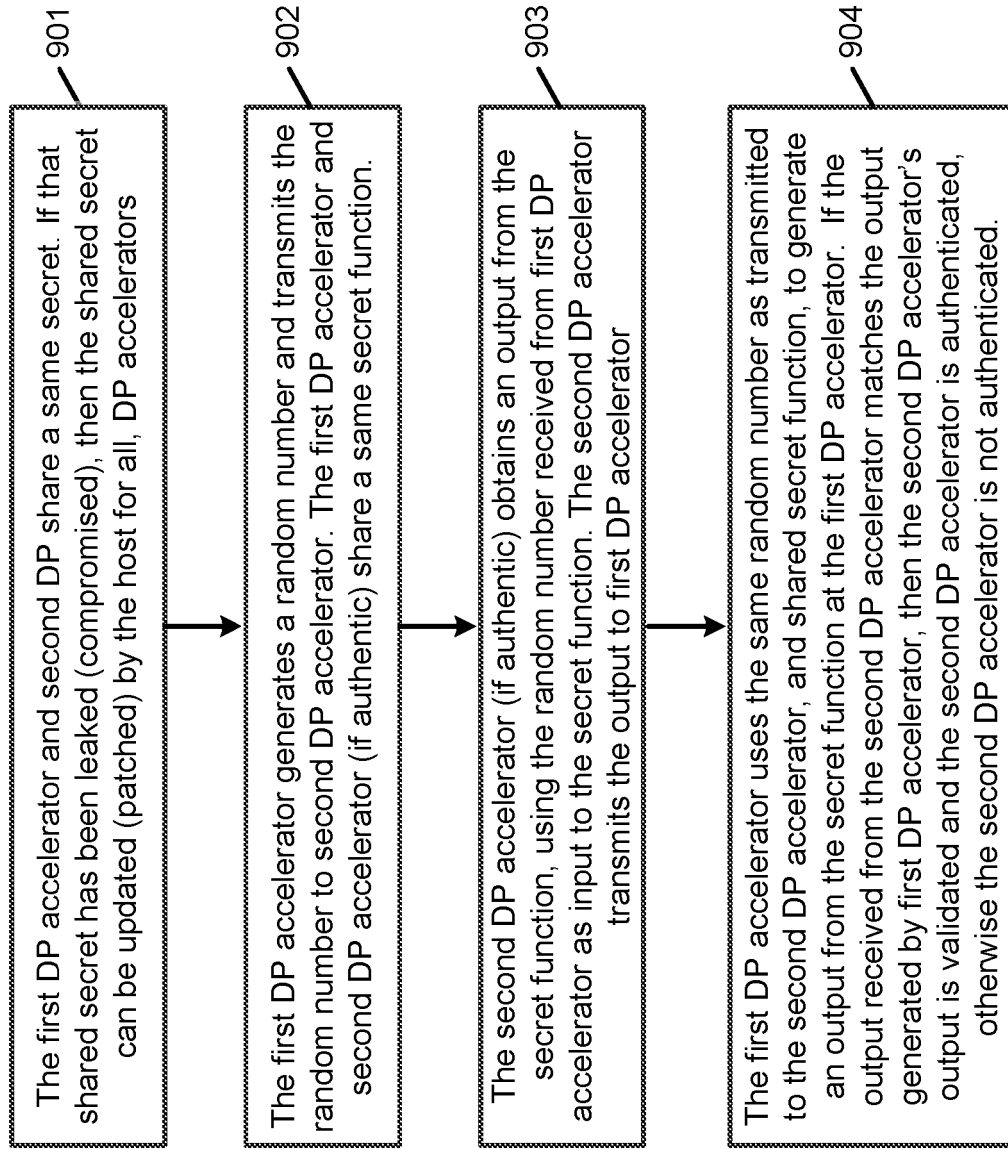 The first DP accelerator and second DP share a same secret. If that
shared secret has been leaked (compromised), then the shared secret
can be updated (patched) by the host for all, DP accelerators
901
The first DP accelerator generates a random number and transmits the
random number to second DP accelerator. The first DP accelerator and
second DP accelerator (if authentic) share a same secret function.
902
The second DP accelerator (if authentic) obtains an output from the
secret function, using the random number received from first DP
accelerator as input to the secret function. The second DP accelerator
transmits the output to first DP accelerator
903
The first DP accelerator uses the same random number as transmitted
to the second DP accelerator, and shared secret function, to generate
an output from the secret function at the first DP accelerator. If the
output received from the second DP accelerator matches the output
generated by first DP accelerator, then the second DP accelerator's
output is validated and the second DP accelerator is authenticated,
otherwise the second DP accelerator is not authenticated.
904